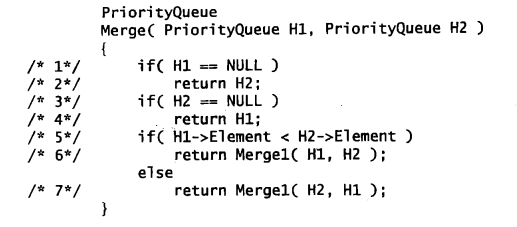 PriorityQueue
Merge( PriorityQueue H1, PriorityQueue H2 )
{
/* 1*/ if( H1 == NULL )
/* 2*/ return H2;
/* 3*/ if( H2 == NULL )
/* 4*/ return H1;
/* 5*/ if( H1->Element < H2->Element )
/* 6*/ return Merge1( H1, H2 );
else
/* 7*/ return Merge1( H2, H1 );
}